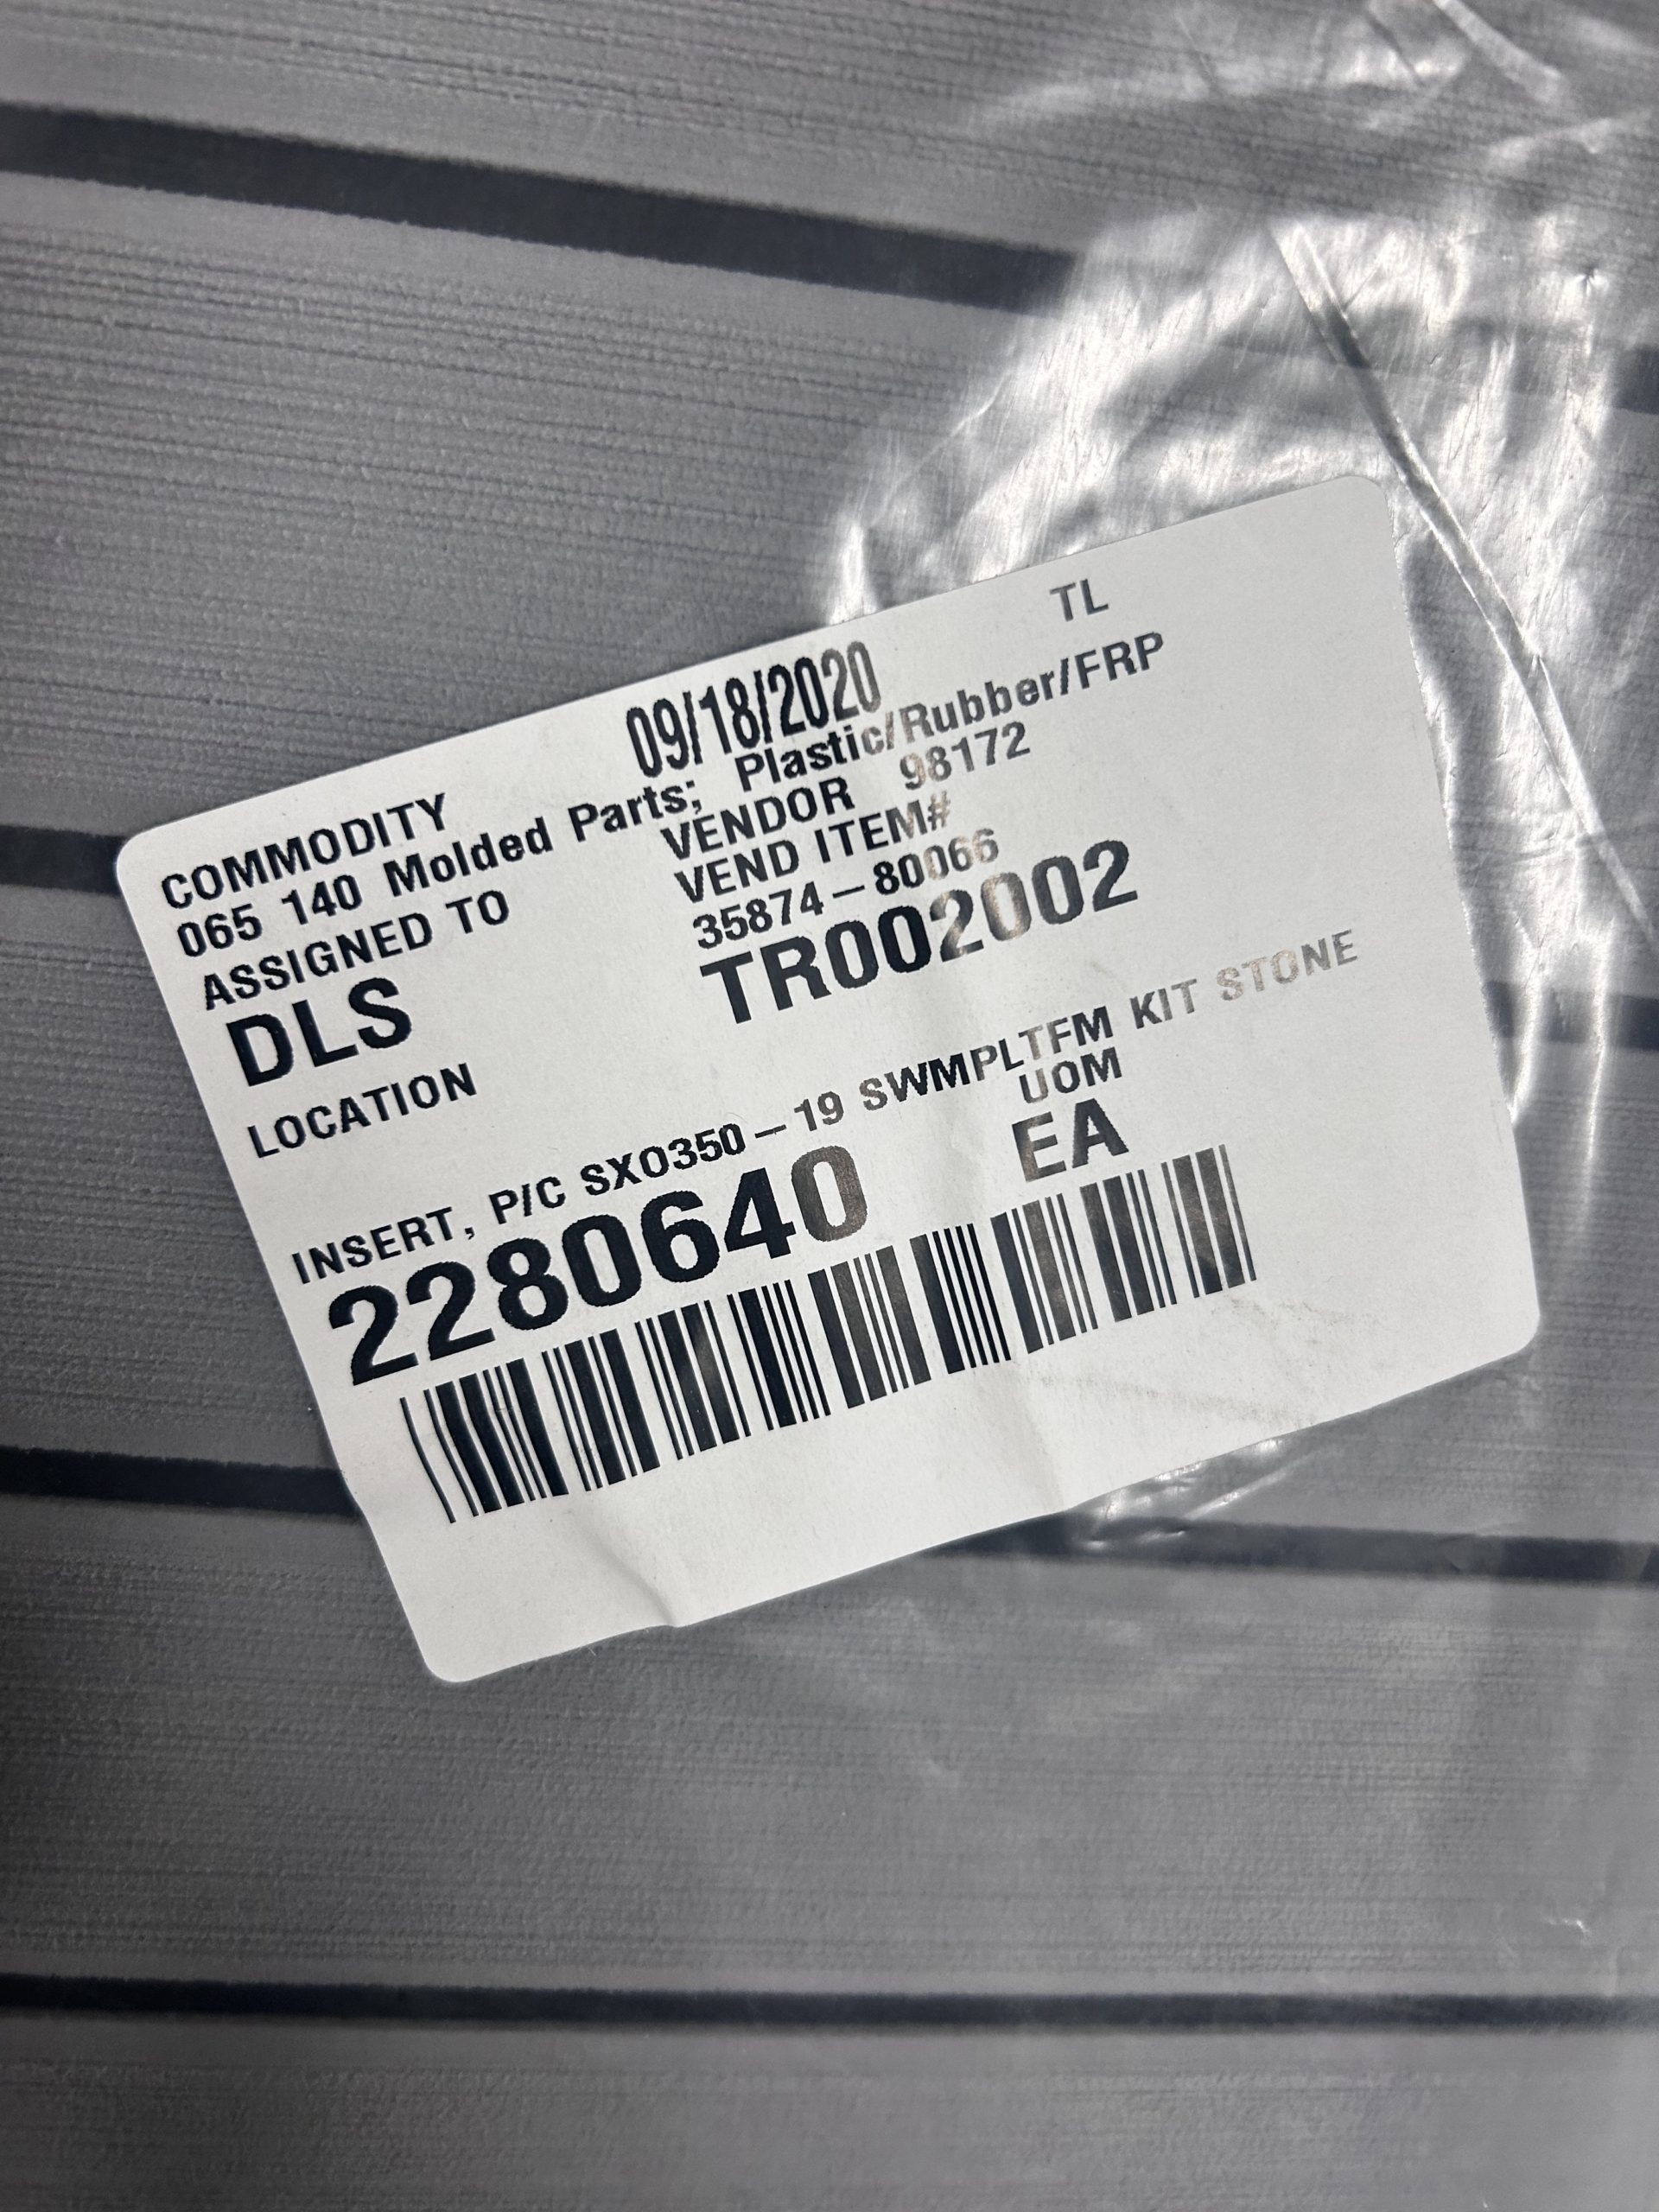 09/18/2020 TL
COMMODITY
065 140 Molded Parts; Plastic/Rubber/FRP
ASSIGNED TO VENDOR 98172
VEND ITEM#
DLS 35874-80066
TR002002
LOCATION
INSERT, P/C SXO350-19 SWMPLTFM KIT STONE
2280640 UOM
EA